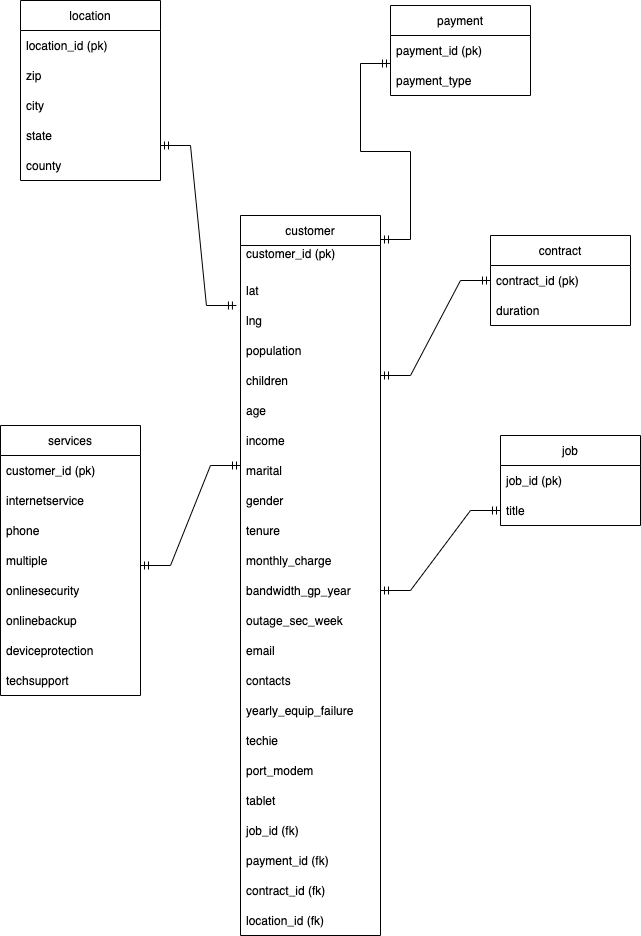 location
location_id (pk)
zip
city
state
county
payment
payment_id (pk)
payment_type
customer
customer_id (pk)
lat
lng
population
children
age
income
marital
gender
tenure
monthly_charge
bandwidth_gp_year
outage_sec_week
email
contacts
yearly_equip_failure
techie
port_modem
tablet
job_id (fk)
payment_id (fk)
contract_id (fk)
location_id (fk)
contract
contract_id (pk)
duration
services
customer_id (pk)
internetservice
phone
multiple
onlinesecurity
onlinebackup
deviceprotection
techsupport
job
job_id (pk)
title